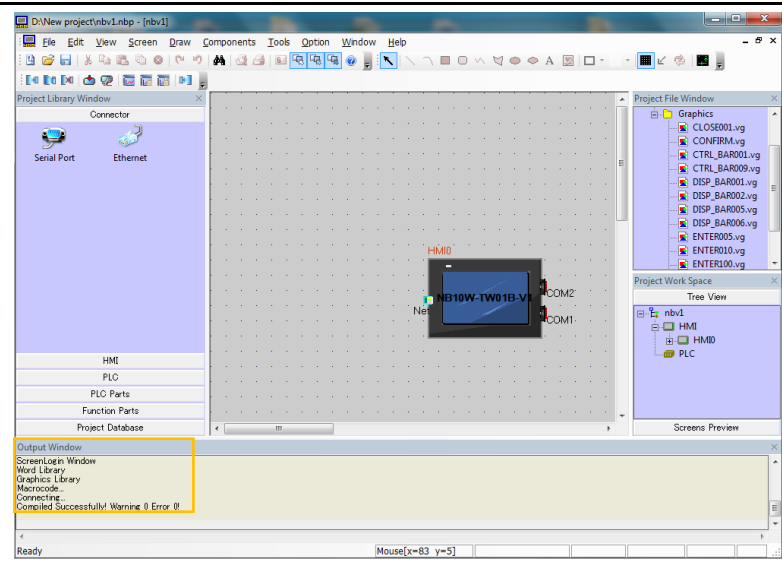 D:\New project\nbv1.nbp - [nbv1]
File Edit View Screen Draw Components Tools Option Window Help
Project Library Window
Connector
Serial Port
Ethernet
HMI
PLC
PLC Parts
Function Parts
Project Database
HMI0
NB10W-TW01B-V1
COM2
Net
COM1
Project File Window
Graphics
CLOSE001.vg
CONFIRM.vg
CTRL_BAR001.vg
CTRL_BAR009.vg
DISP_BAR001.vg
DISP_BAR002.vg
DISP_BAR005.vg
DISP_BAR006.vg
ENTER005.vg
ENTER010.vg
ENTER100.vg
Project Work Space
Tree View
nbv1
HMI
HMI0
PLC
Screens Preview
Output Window
ScreenLogin Window
Word Library
Graphics Library
Macrocode...
Connecting...
Compiled Successfully! Warning 0 Error 0!
Ready
Mouse[x=83 y=5]